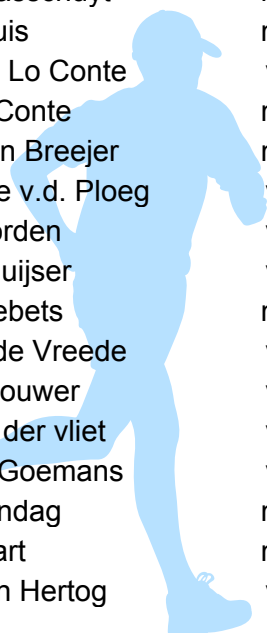 uis
Lo Conte
Conte
n Breejer
e v.d. Ploeg
orden
uijser
ebets
de Vreede
ouwer
der vliet
Goemans
ndag
art
n Hertog